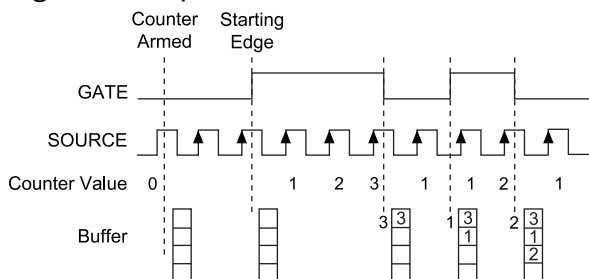 Counter Armed
Starting Edge
GATE
SOURCE
Counter Value 0 1 2 3 1 1 2 1
3 3 1 3 2 3
Buffer 1 1
2